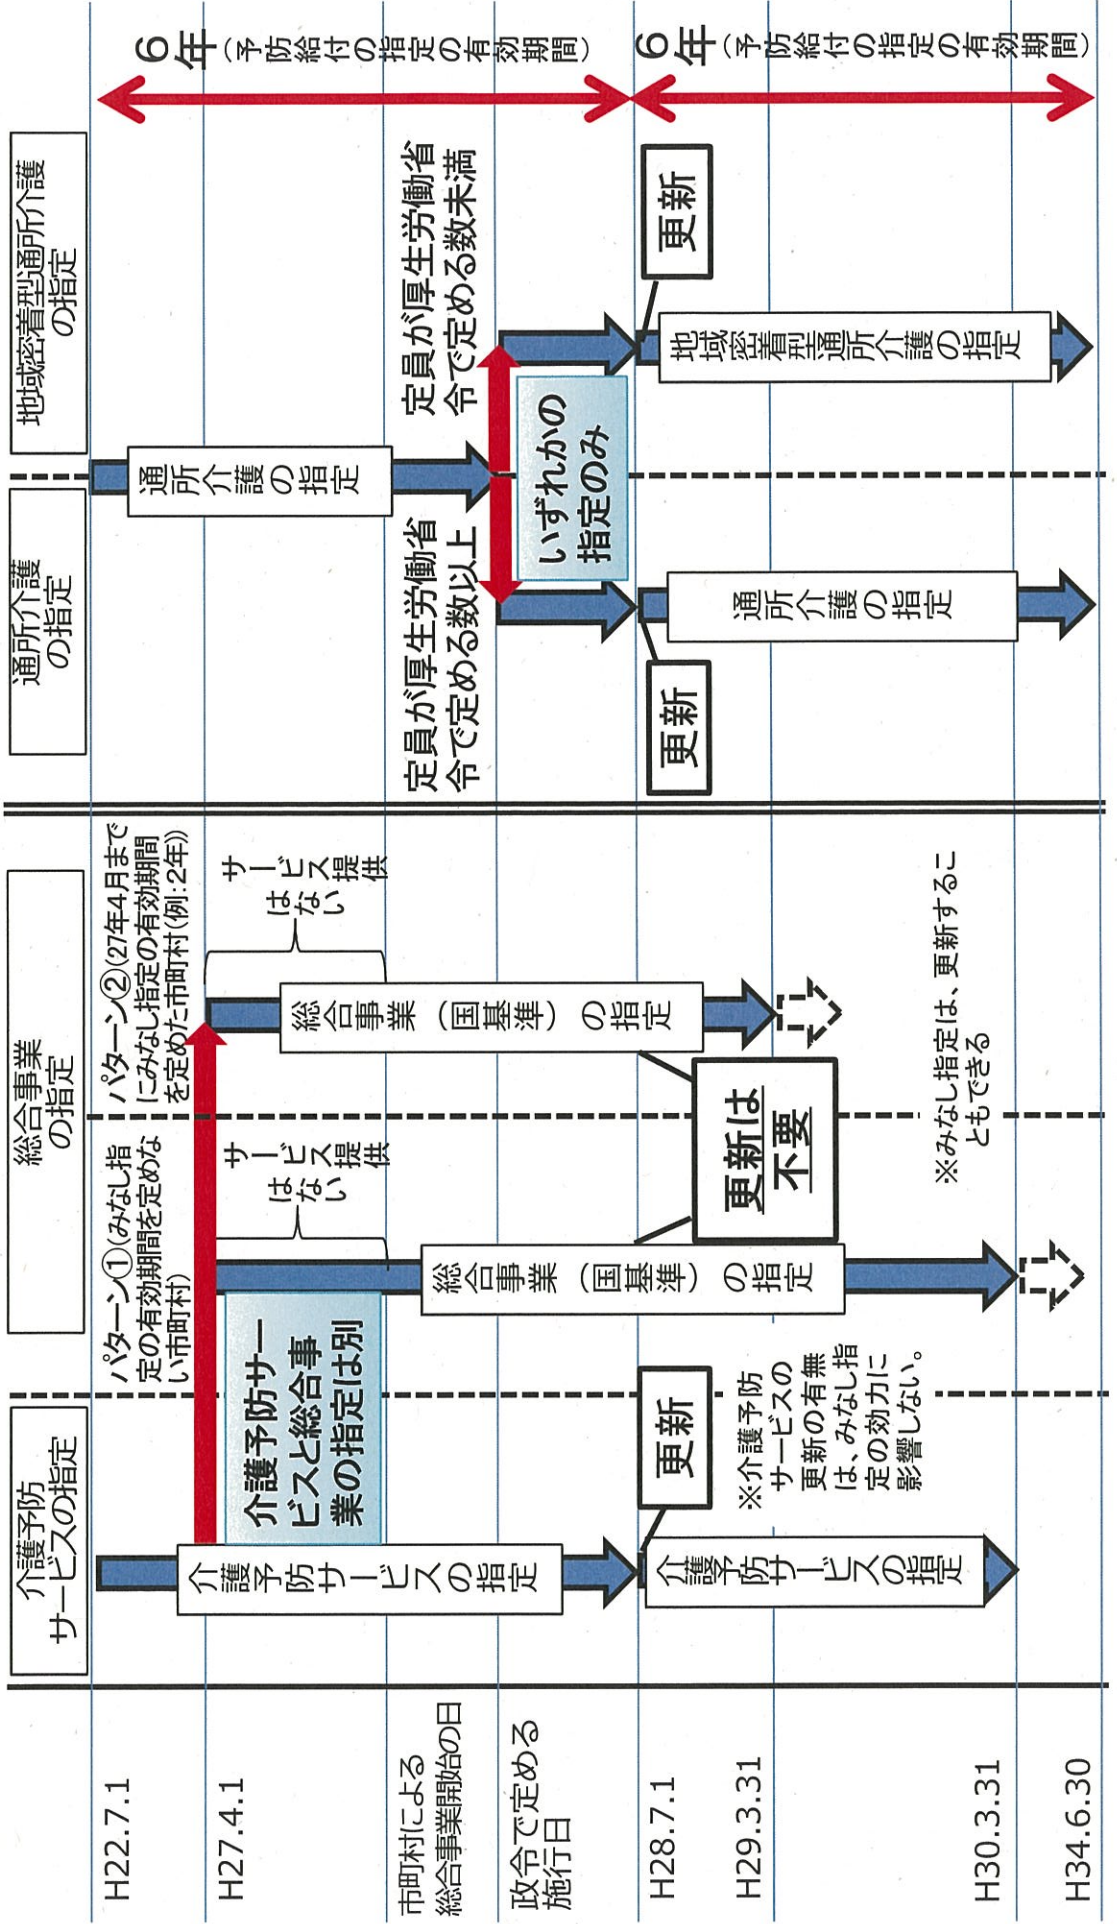 介護予防
サービスの指定
総合事業
の指定
通所介護
の指定
地域密着型通所介護
の指定
H22.7.1
H27.4.1
市町村による
総合事業開始の日
政令で定める
施行日
H28.7.1
H29.3.31
H30.3.31
H34.6.30
介護予防サービスの指定
更新
介護予防サービスの指定
※介護予防
サービスの
更新の有無
は、みなし指
定の効力に
影響しない。
介護予防サー
ビスと総合事
業の指定は別
パターン①(みなし指
定の有効期間を定めな
い市町村)
サービス提供
はない
総合事業（国基準）の指定
パターン②(27年4月まで
にみなし指定の有効期間
を定めた市町村(例:2年))
サービス提供
はない
総合事業（国基準）の指定
更新は
不要
※みなし指定は、更新するこ
ともできる
通所介護の指定
定員が厚生労働省
令で定める数以上
定員が厚生労働省
令で定める数未満
いずれかの
指定のみ
更新
通所介護の指定
更新
地域密着型通所介護の指定
6年(予防給付の指定の有効期間)
6年(予防給付の指定の有効期間)